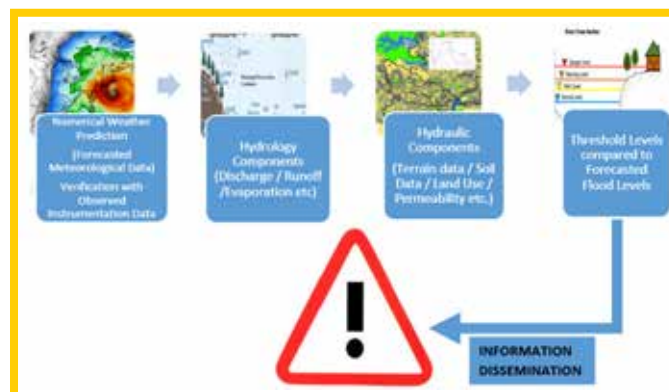 Numerical Weather
Prediction
(Forecasted
Meteorological Data)
Verification with
Observed
Instrumentation Data
Hydrology
Components
(Discharge / Runoff
/Evaporation etc)
Hydraulic
Components
(Terrain data / Soil
Data / Land Use /
Permeability etc.)
Threshold Levels
compared to
Forecasted
Flood Levels
INFORMATION
DISSEMINATION